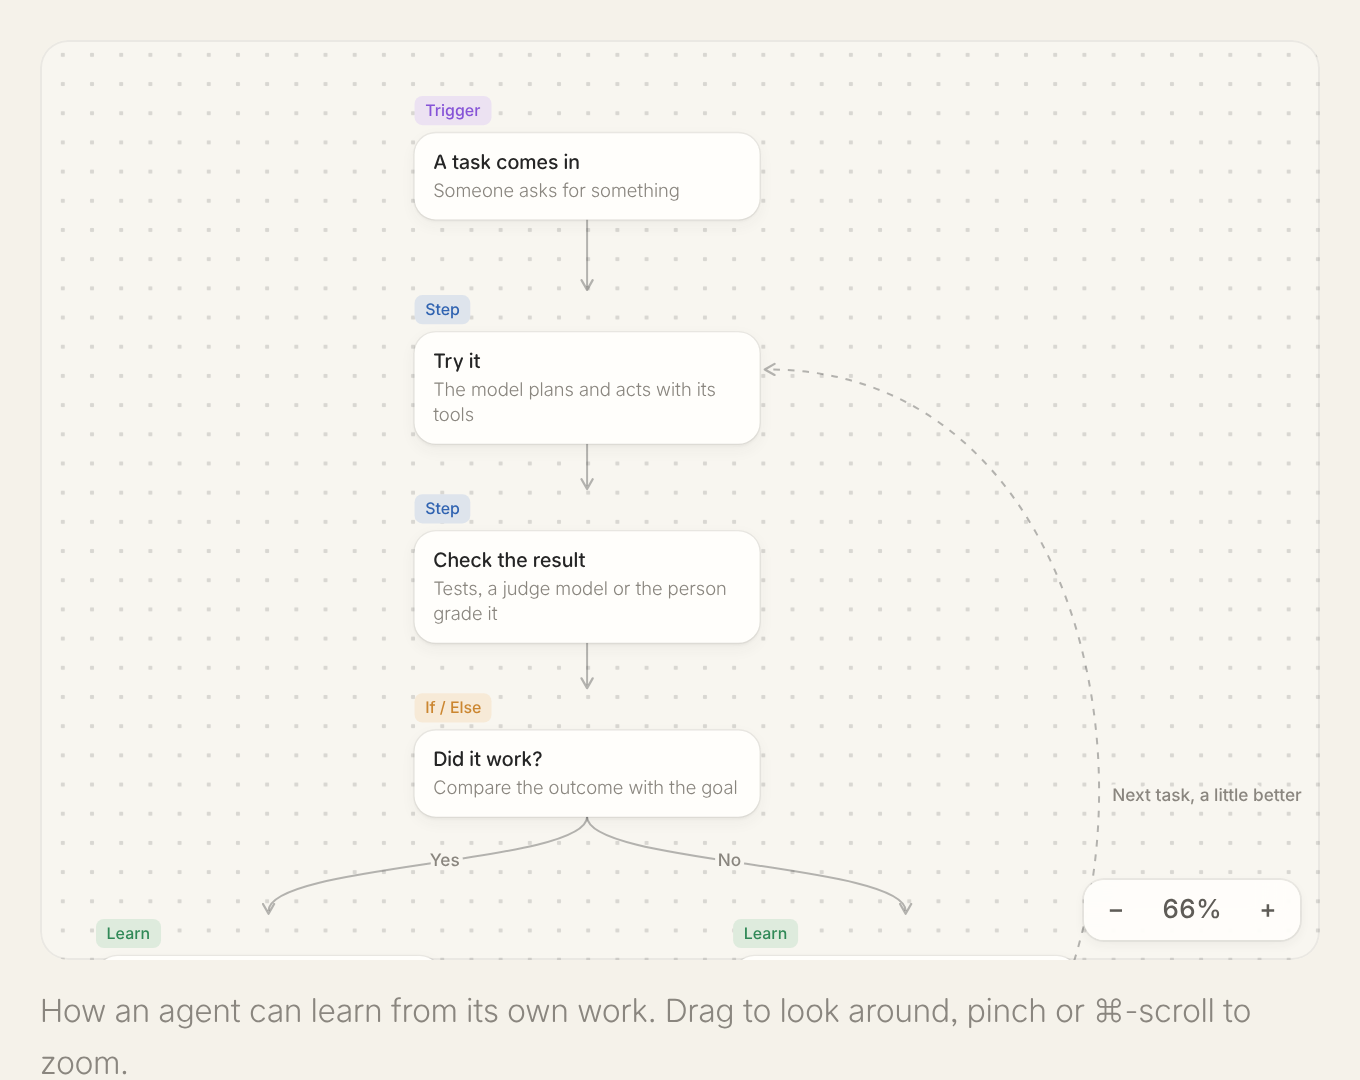 Trigger
A task comes in
Someone asks for something
Step
Try it
The model plans and acts with its
tools
Step
Check the result
Tests, a judge model or the person
grade it
If / Else
Did it work?
Compare the outcome with the goal
Next task, a little better
Yes
No
− 66% +
Learn
Learn
How an agent can learn from its own work. Drag to look around, pinch or ⌘-scroll to
zoom.